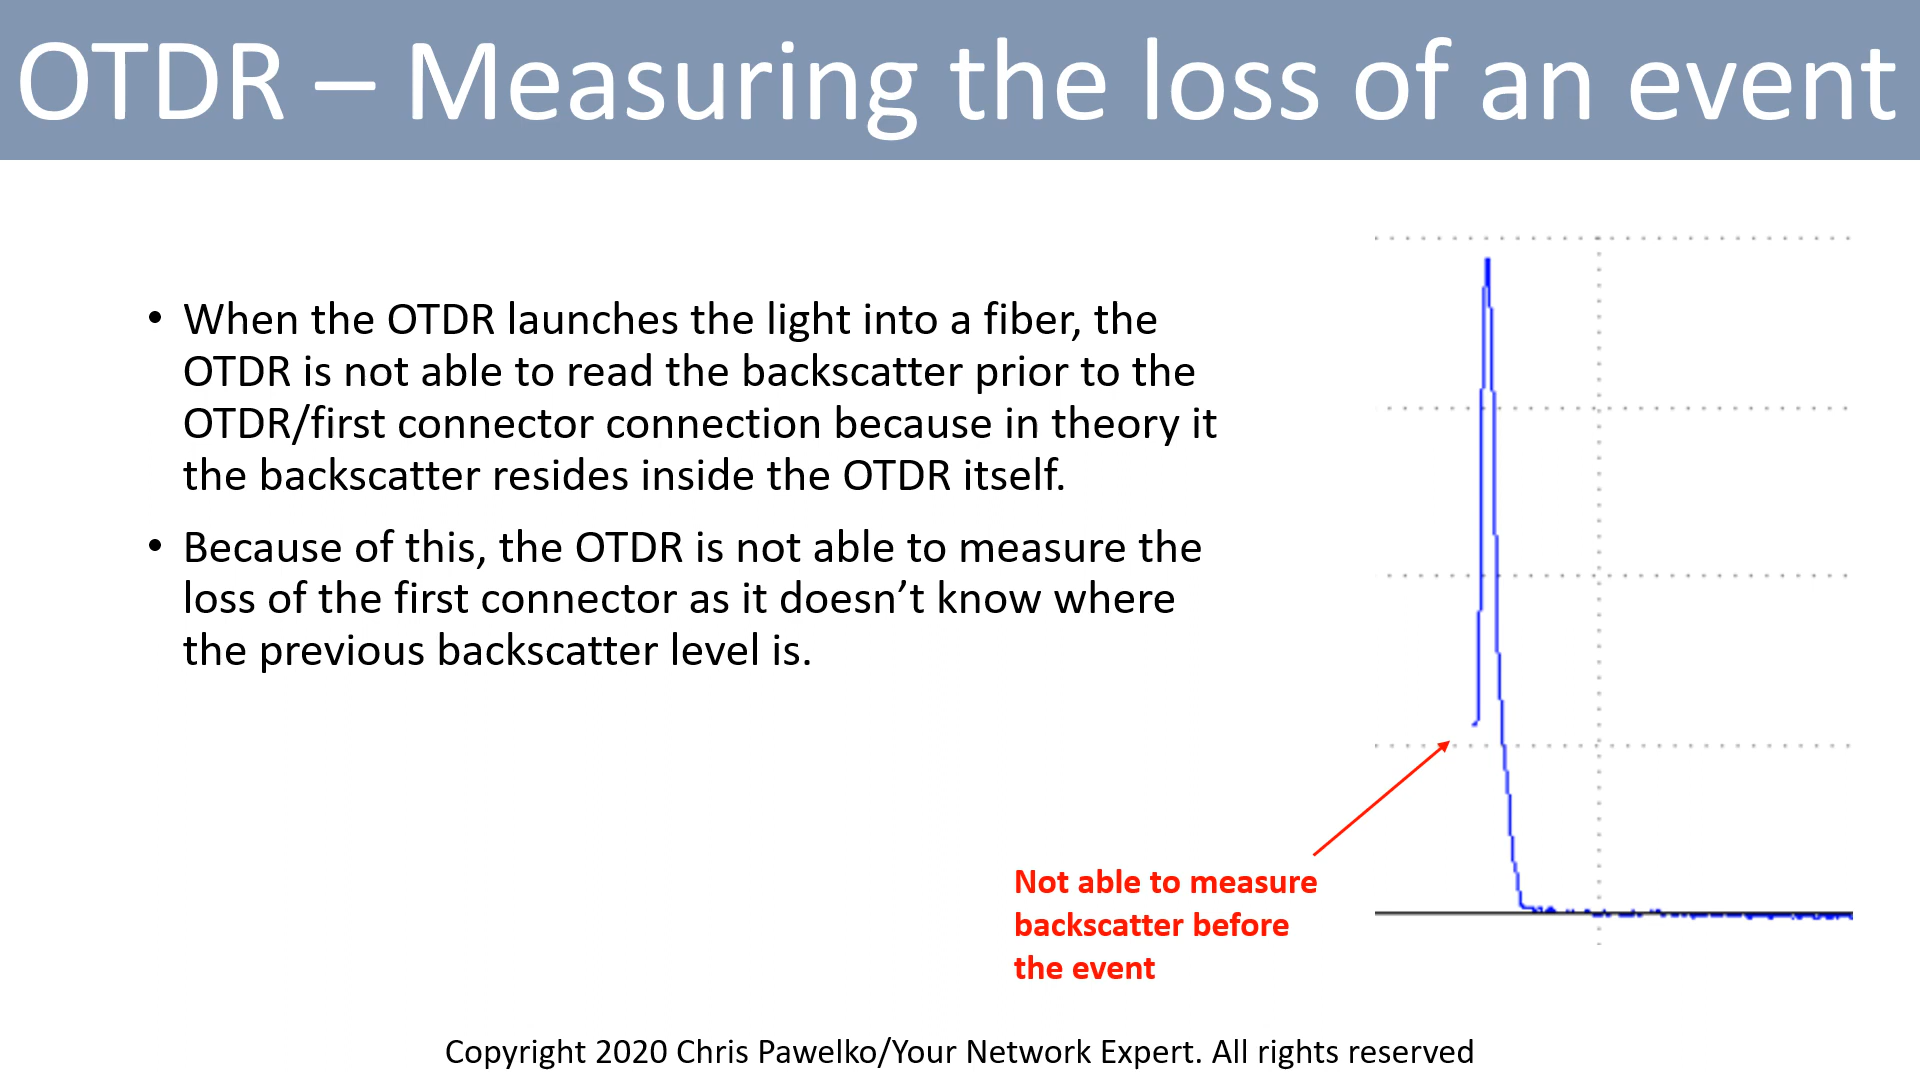 OTDR – Measuring the loss of an event
• When the OTDR launches the light into a fiber, the
OTDR is not able to read the backscatter prior to the
OTDR/first connector connection because in theory it
the backscatter resides inside the OTDR itself.
• Because of this, the OTDR is not able to measure the
loss of the first connector as it doesn’t know where
the previous backscatter level is.
Not able to measure
backscatter before
the event
Copyright 2020 Chris Pawelko/Your Network Expert. All rights reserved